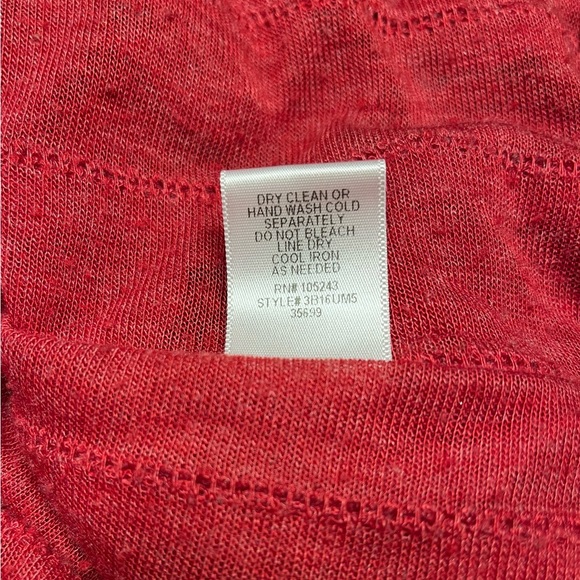 DRY CLEAN OR
HAND WASH COLD
SEPARATELY
DO NOT BLEACH
LINE DRY
COOL IRON
AS NEEDED
RN# 105243
STYLE# 3B16UM5
35699